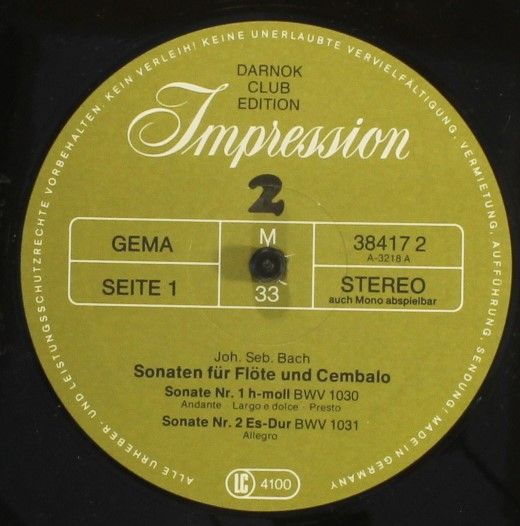 ALLE URHEBER- UND LEISTUNGSSCHUTZRECHTE VORBEHALTEN. KEIN VERLEIH! KEINE UNERLAUBTE VERVIELFÄLTIGUNG, VERMIETUNG, AUFFÜHRUNG, SENDUNG! MADE IN GERMANY
DARNOK
CLUB
EDITION
Impression
2
GEMA
M
38417 2
A-3218 A
SEITE 1
33
STEREO
auch Mono abspielbar
Joh. Seb. Bach
Sonaten für Flöte und Cembalo
Sonate Nr. 1 h-moll BWV 1030
Andante · Largo e dolce · Presto
Sonate Nr. 2 Es-Dur BWV 1031
Allegro
LC 4100